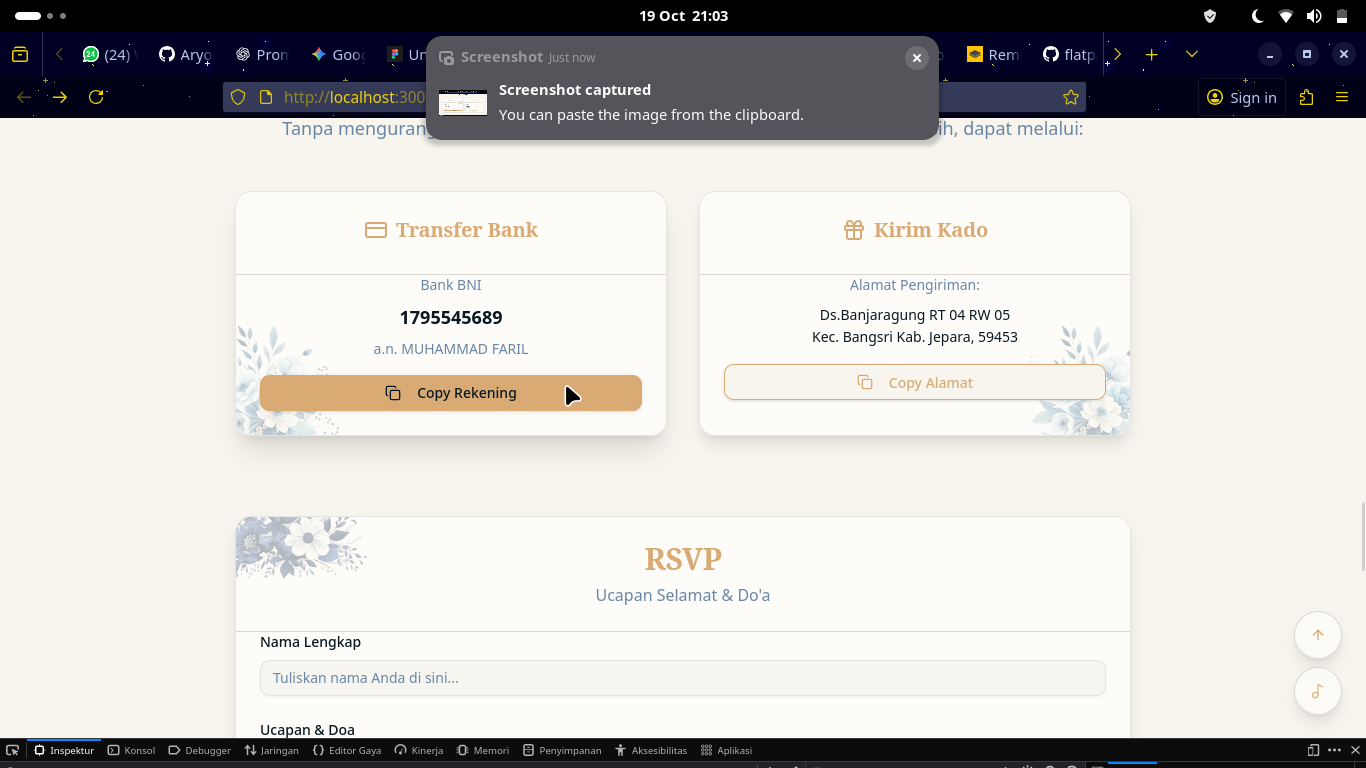 19 Oct 21:03
(24)
Aryo
Pron
Goog
Un
Rem
flatp
Screenshot Just now
Screenshot captured
You can paste the image from the clipboard.
http://localhost:300
Sign in
Tanpa mengurang
ih, dapat melalui:
Transfer Bank
Bank BNI
1795545689
a.n. MUHAMMAD FARIL
Copy Rekening
Kirim Kado
Alamat Pengiriman:
Ds.Banjaragung RT 04 RW 05
Kec. Bangsri Kab. Jepara, 59453
Copy Alamat
RSVP
Ucapan Selamat & Do'a
Nama Lengkap
Tuliskan nama Anda di sini...
Ucapan & Doa
Inspektur Konsol Debugger Jaringan Editor Gaya Kinerja Memori Penyimpanan Aksesibilitas Aplikasi